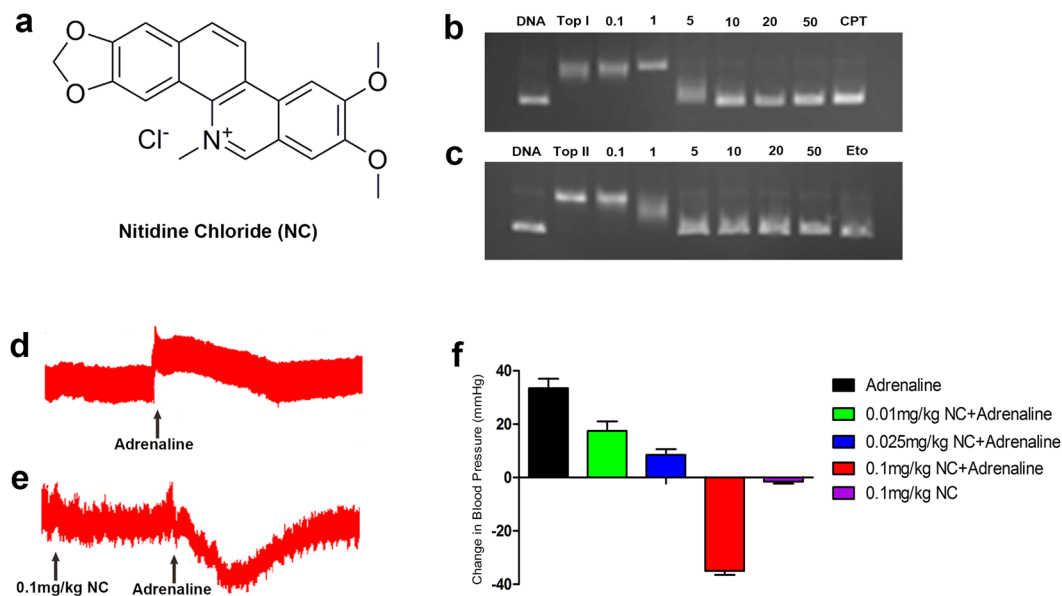 a
O
O
O
O
N+
Cl-
Nitidine Chloride (NC)
b
DNA Top I 0.1 1 5 10 20 50 CPT
c
DNA Top II 0.1 1 5 10 20 50 Eto
d
Adrenaline
e
0.1mg/kg NC
Adrenaline
f
Change in Blood Pressure (mmHg)
40
20
0
-20
-40
Adrenaline
0.01mg/kg NC+Adrenaline
0.025mg/kg NC+Adrenaline
0.1mg/kg NC+Adrenaline
0.1mg/kg NC